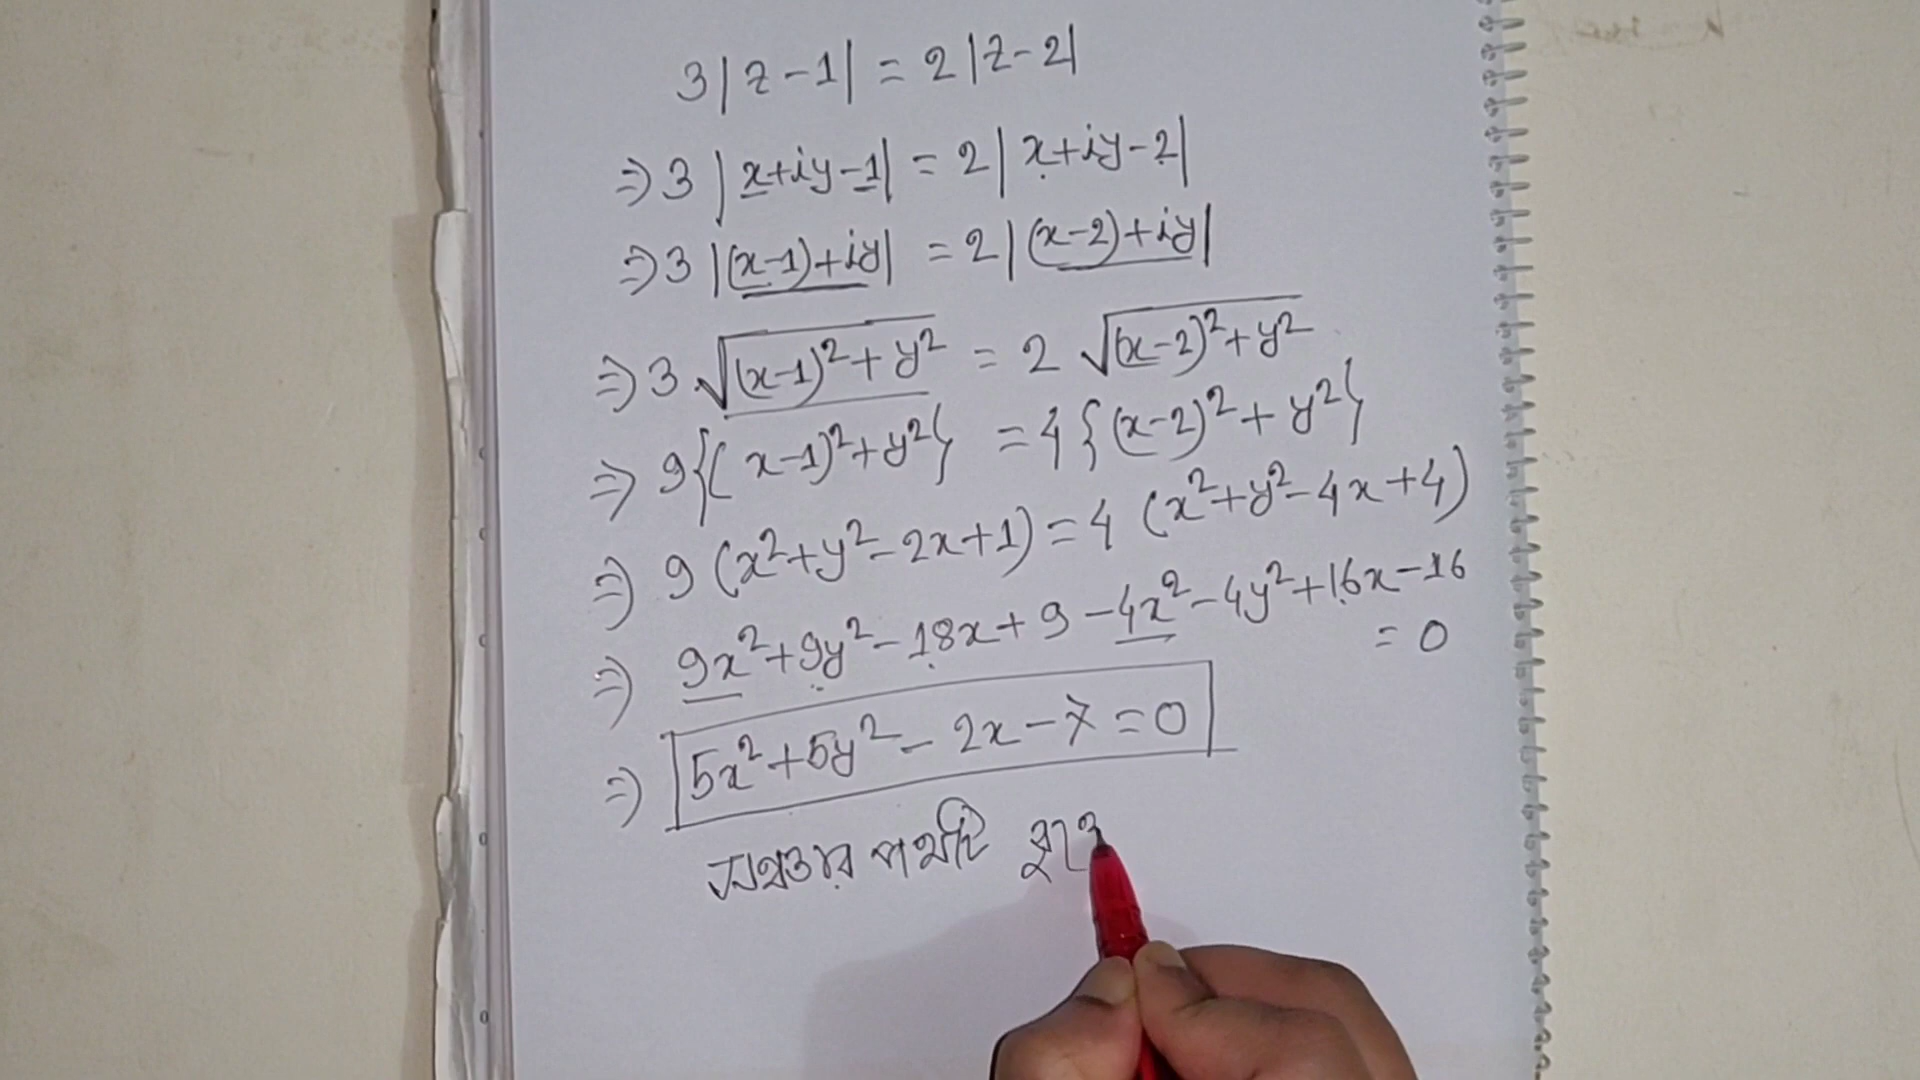 3|z-1| = 2|z-2|
⇒ 3|x+iy-1| = 2|x+iy-2|
⇒ 3|(x-1)+iy| = 2|(x-2)+iy|
⇒ 3√((x-1)²+y²) = 2√((x-2)²+y²)
⇒ 9{(x-1)²+y²} = 4{(x-2)²+y²}
⇒ 9(x²+y²-2x+1) = 4(x²+y²-4x+4)
⇒ 9x²+9y²-18x+9-4x²-4y²+16x-16
= 0
⇒ 5x²+5y²-2x-7=0
সঞ্চার পথটি